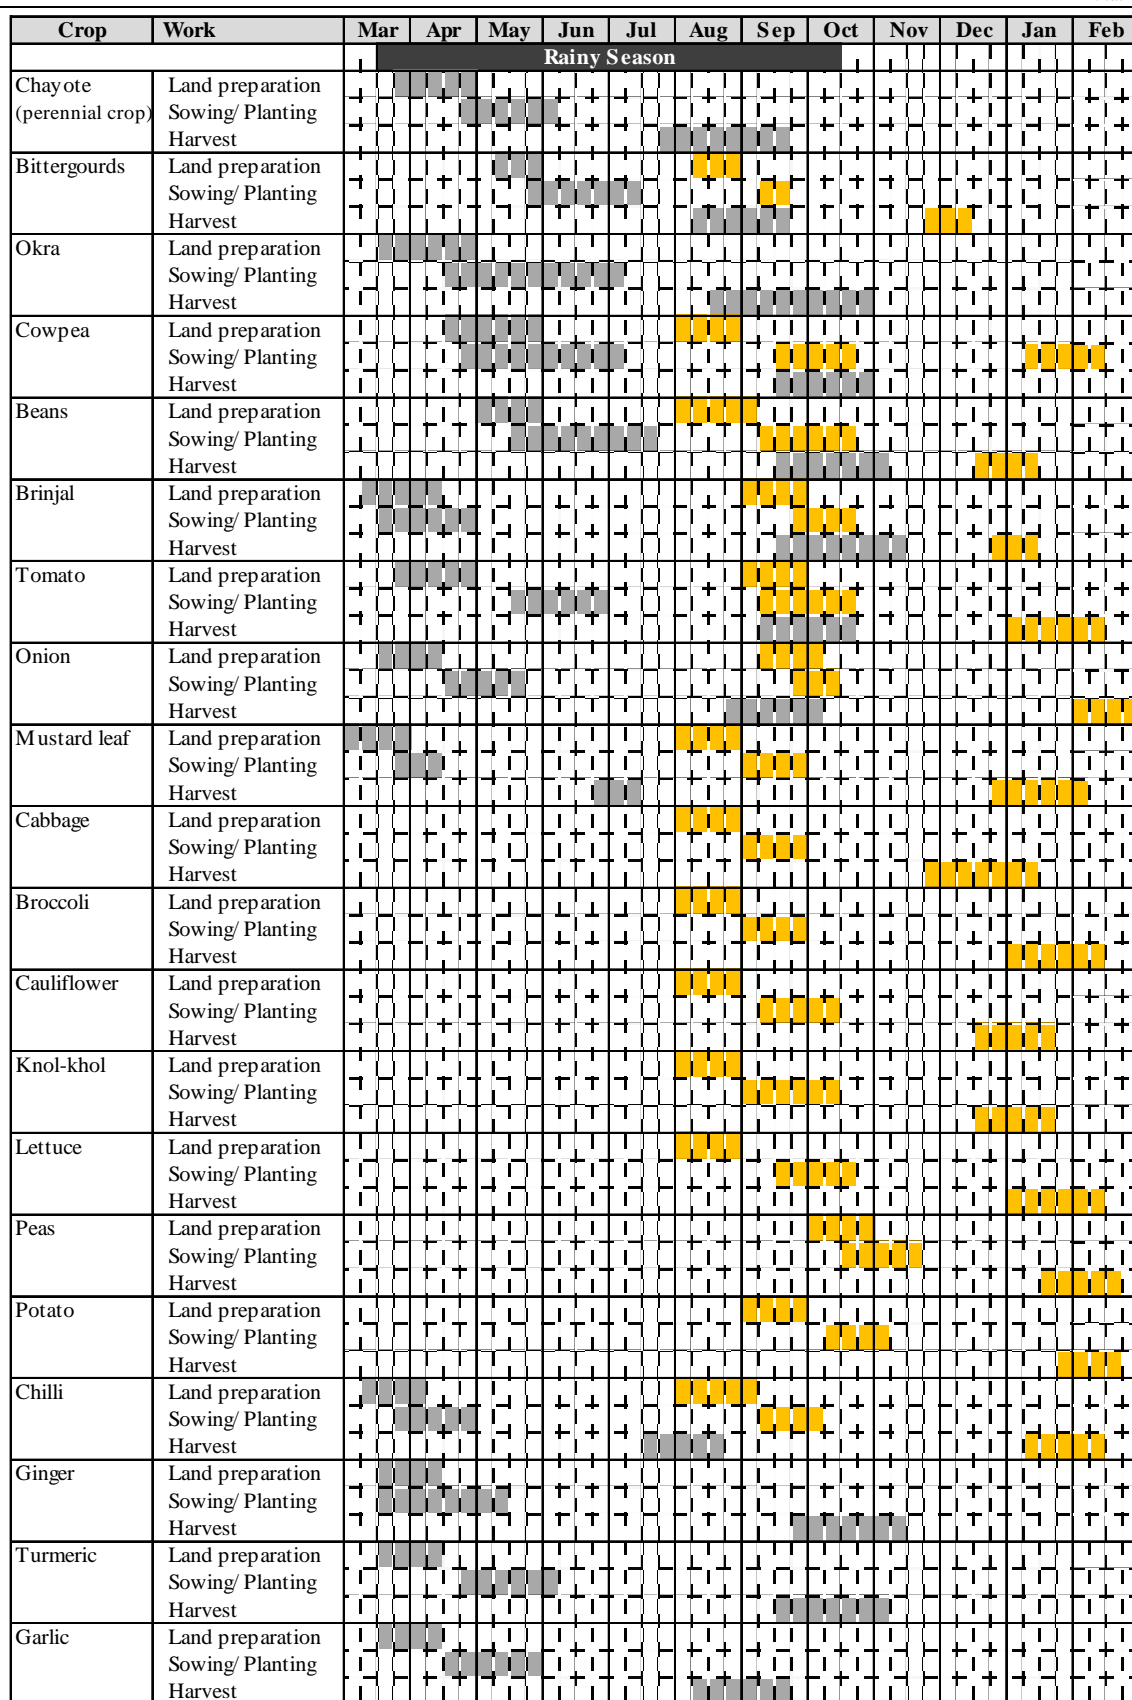 Crop Work Mar Apr May Jun Jul Aug Sep Oct Nov Dec Jan Feb
Rainy Season
Chayote Land preparation
(perennial crop) Sowing/ Planting
Harvest
Bittergourds Land preparation
Sowing/ Planting
Harvest
Okra Land preparation
Sowing/ Planting
Harvest
Cowpea Land preparation
Sowing/ Planting
Harvest
Beans Land preparation
Sowing/ Planting
Harvest
Brinjal Land preparation
Sowing/ Planting
Harvest
Tomato Land preparation
Sowing/ Planting
Harvest
Onion Land preparation
Sowing/ Planting
Harvest
Mustard leaf Land preparation
Sowing/ Planting
Harvest
Cabbage Land preparation
Sowing/ Planting
Harvest
Broccoli Land preparation
Sowing/ Planting
Harvest
Cauliflower Land preparation
Sowing/ Planting
Harvest
Knol-khol Land preparation
Sowing/ Planting
Harvest
Lettuce Land preparation
Sowing/ Planting
Harvest
Peas Land preparation
Sowing/ Planting
Harvest
Potato Land preparation
Sowing/ Planting
Harvest
Chilli Land preparation
Sowing/ Planting
Harvest
Ginger Land preparation
Sowing/ Planting
Harvest
Turmeric Land preparation
Sowing/ Planting
Harvest
Garlic Land preparation
Sowing/ Planting
Harvest